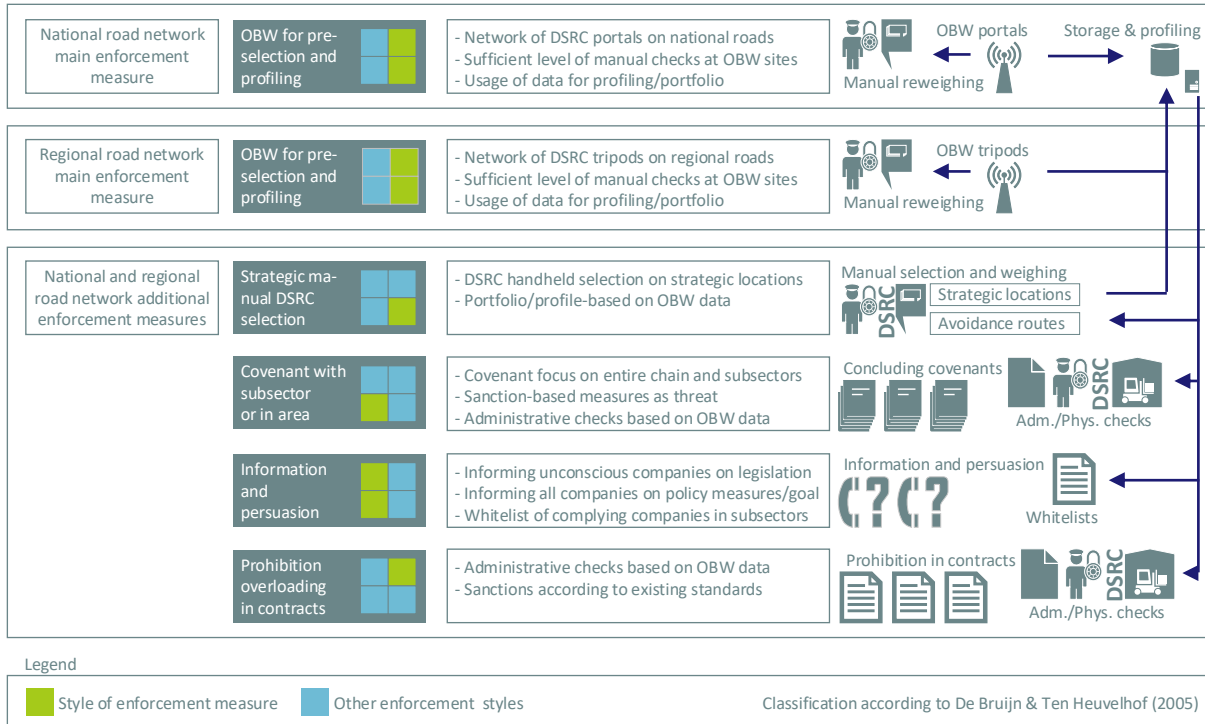 National road network
main enforcement
measure
OBW for pre-
selection and
profiling
- Network of DSRC portals on national roads
- Sufficient level of manual checks at OBW sites
- Usage of data for profiling/portfolio
OBW portals
Storage & profiling
Manual reweighing
Regional road network
main enforcement
measure
OBW for pre-
selection and
profiling
- Network of DSRC tripods on regional roads
- Sufficient level of manual checks at OBW sites
- Usage of data for profiling/portfolio
OBW tripods
Manual reweighing
National and regional
road network additional
enforcement measures
Strategic ma-
nual DSRC
selection
- DSRC handheld selection on strategic locations
- Portfolio/profile-based on OBW data
Manual selection and weighing
DSRC
Strategic locations
Avoidance routes
Covenant with
subsector
or in area
- Covenant focus on entire chain and subsectors
- Sanction-based measures as threat
- Administrative checks based on OBW data
Concluding covenants
DSRC
Adm./Phys. checks
Information
and
persuasion
- Informing unconscious companies on legislation
- Informing all companies on policy measures/goal
- Whitelist of complying companies in subsectors
Information and persuasion
(? (?
Whitelists
Prohibition
overloading
in contracts
- Administrative checks based on OBW data
- Sanctions according to existing standards
Prohibition in contracts
DSRC
Adm./Phys. checks
Legend
Style of enforcement measure
Other enforcement styles
Classification according to De Bruijn & Ten Heuvelhof (2005)